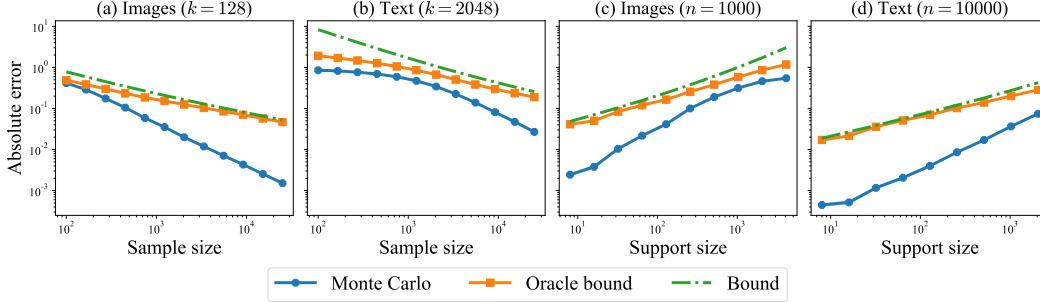 (a) Images (k = 128)
(b) Text (k = 2048)
(c) Images (n = 1000)
(d) Text (n = 10000)
Absolute error
10¹
10⁰
10⁻¹
10⁻²
10⁻³
10² 10³ 10⁴
10² 10³ 10⁴
10¹ 10² 10³
10¹ 10² 10³
Sample size
Sample size
Support size
Support size
Monte Carlo
Oracle bound
Bound